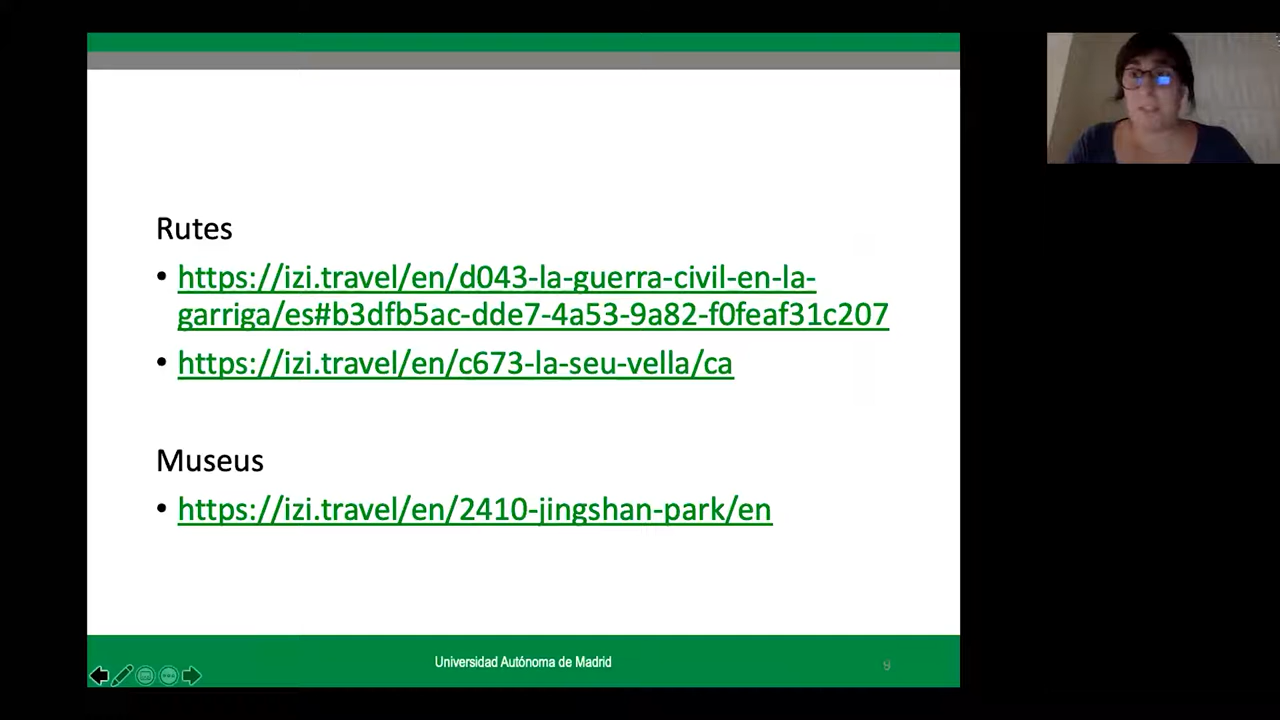 Rutes
• https://izi.travel/en/d043-la-guerra-civil-en-la-
garriga/es#b3dfb5ac-dde7-4a53-9a82-f0feaf31c207
• https://izi.travel/en/c673-la-seu-vella/ca
Museus
• https://izi.travel/en/2410-jingshan-park/en
Universidad Autónoma de Madrid
9